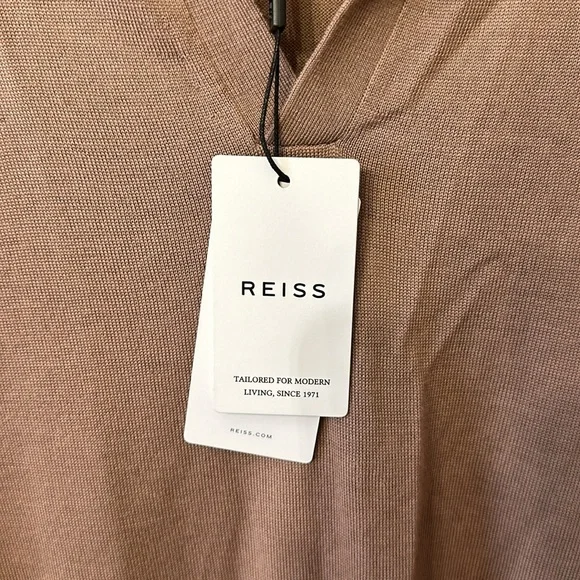 REISS
TAILORED FOR MODERN
LIVING, SINCE 1971
REISS.COM